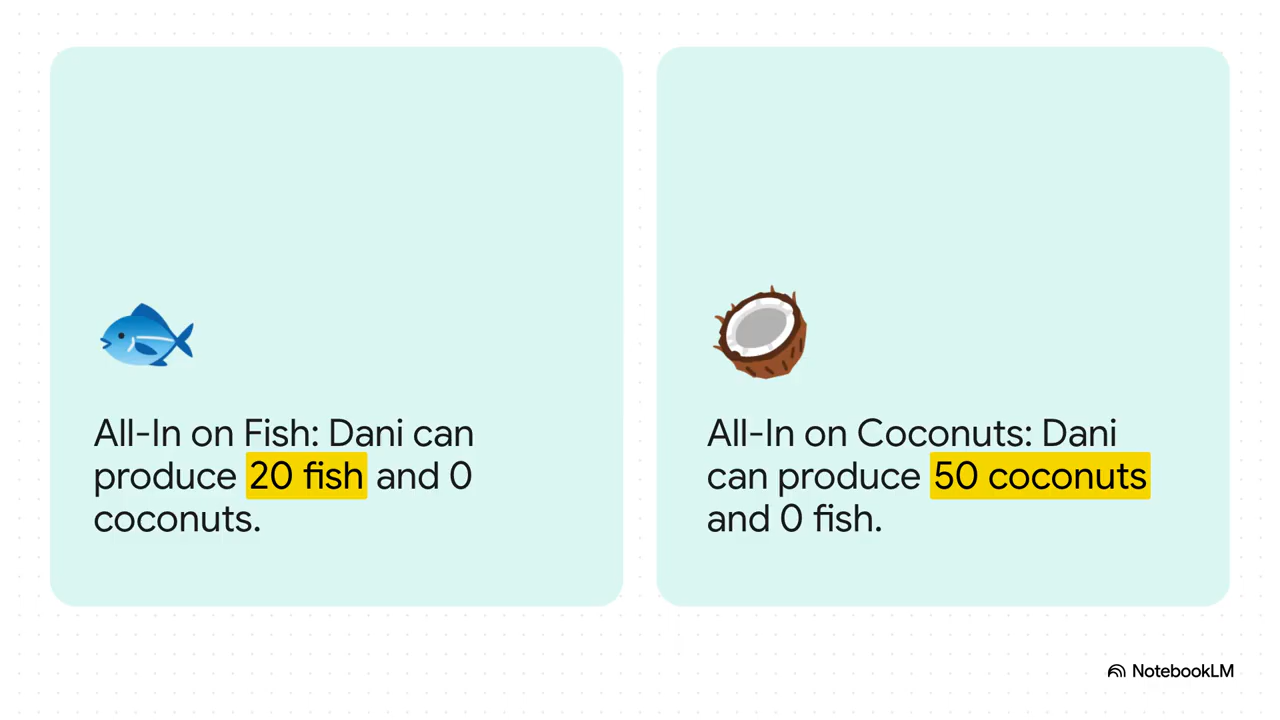 All-In on Fish: Dani can
produce 20 fish and 0
coconuts.
All-In on Coconuts: Dani
can produce 50 coconuts
and 0 fish.
NotebookLM